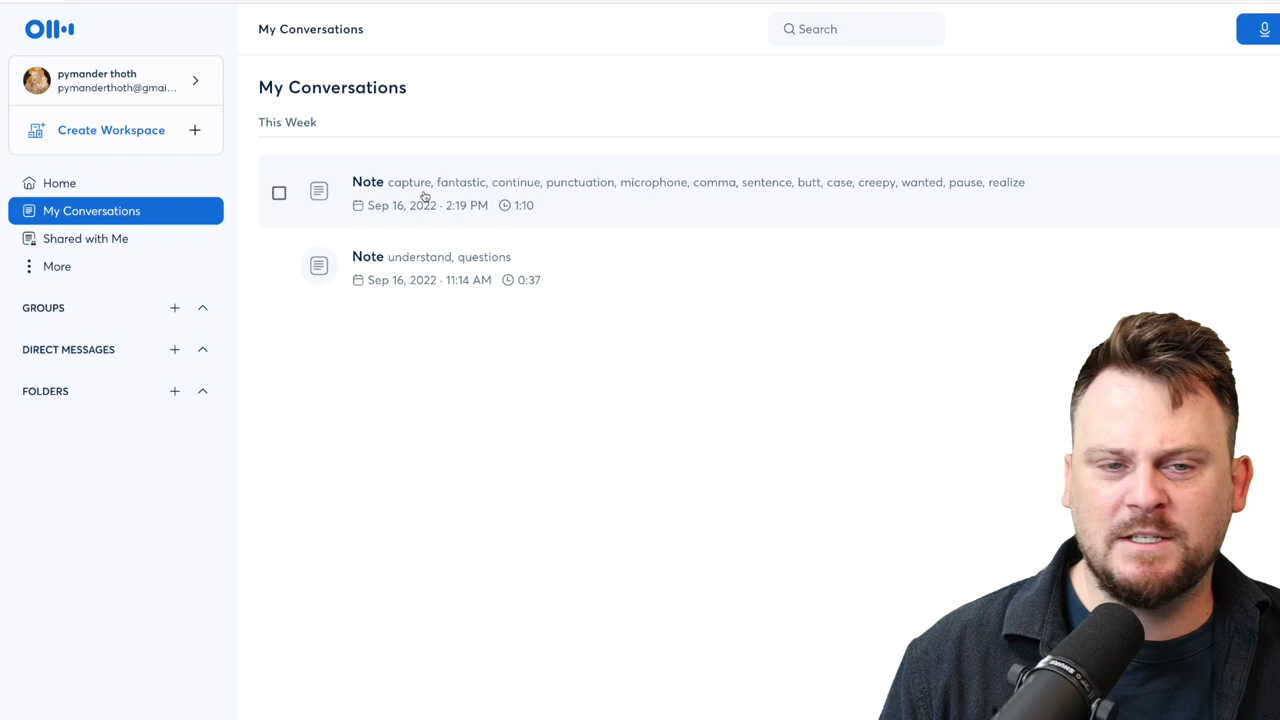 My Conversations
Search
pymander thoth
pymanderthoth@gmai...
Create Workspace
Home
My Conversations
Shared with Me
More
GROUPS
DIRECT MESSAGES
FOLDERS
My Conversations
This Week
Note capture, fantastic, continue, punctuation, microphone, comma, sentence, butt, case, creepy, wanted, pause, realize
Sep 16, 2022 · 2:19 PM 1:10
Note understand, questions
Sep 16, 2022 · 11:14 AM 0:37